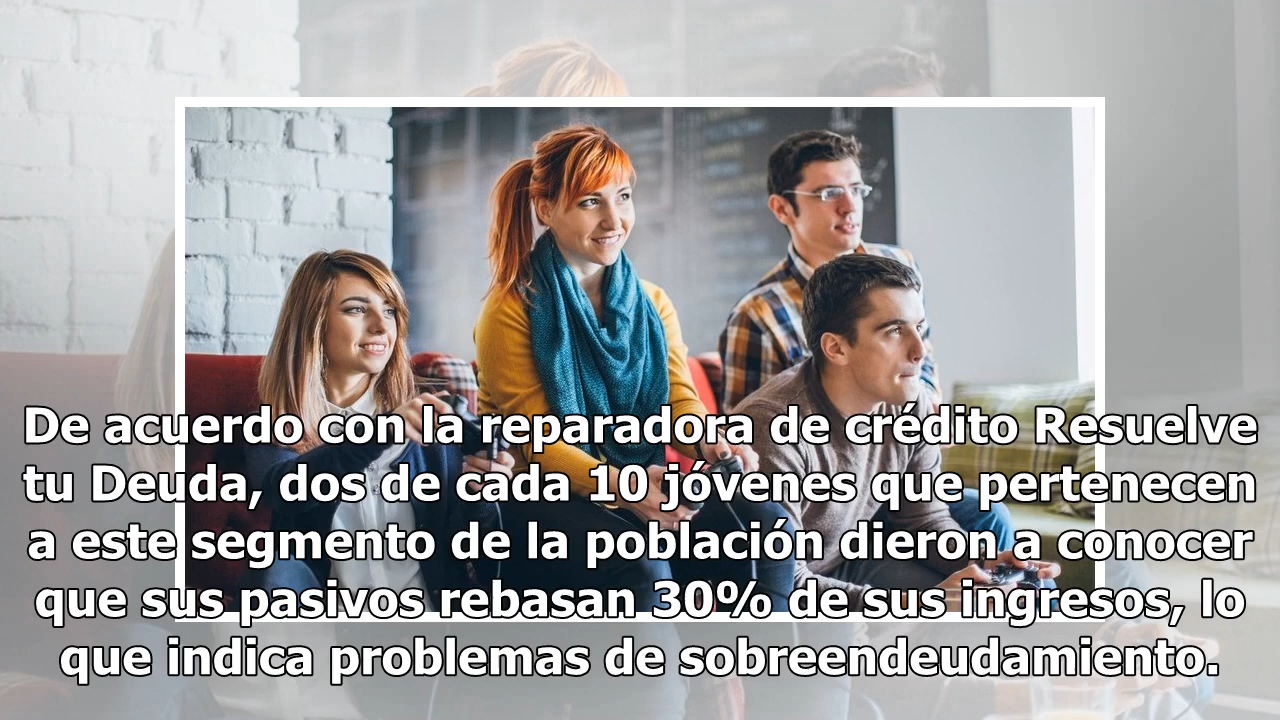 De acuerdo con la reparadora de crédito Resuelve
tu Deuda, dos de cada 10 jóvenes que pertenecen
a este segmento de la población dieron a conocer
que sus pasivos rebasan 30% de sus ingresos, lo
que indica problemas de sobreendeudamiento.